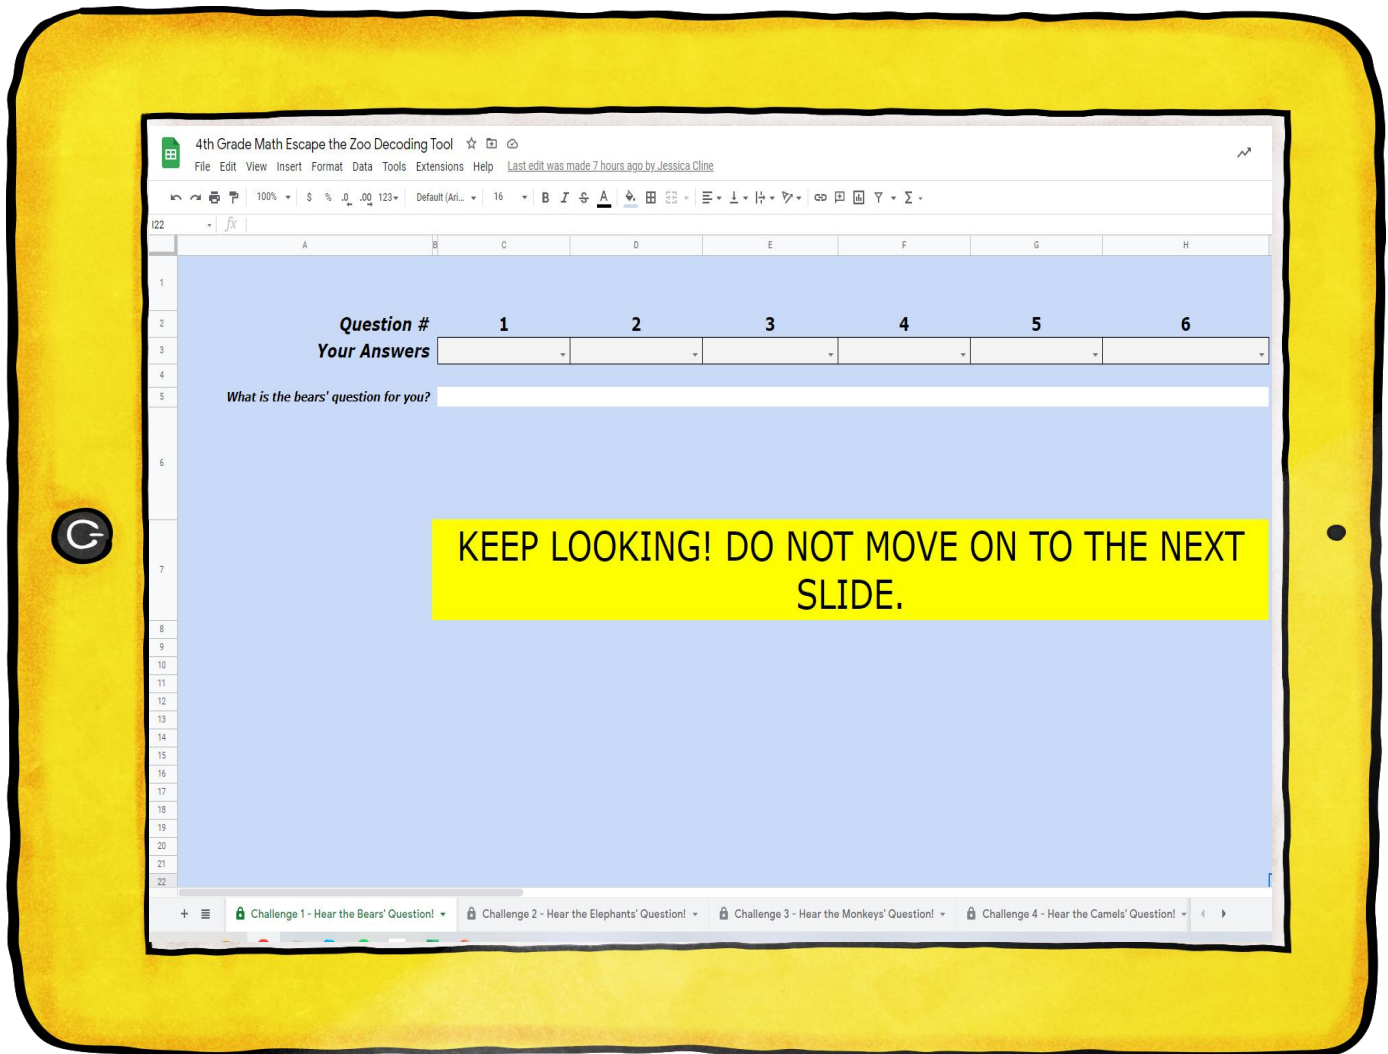 4th Grade Math Escape the Zoo Decoding Tool
File Edit View Insert Format Data Tools Extensions Help Last edit was made 7 hours ago by Jessica Cline
100% $ % .0 .00 123 Default (Ari... 16 B I S A
I22 fx
A B C D E F G H
1
2 Question # 1 2 3 4 5 6
3 Your Answers
4
5 What is the bears' question for you?
6
7 KEEP LOOKING! DO NOT MOVE ON TO THE NEXT
SLIDE.
8
9
10
11
12
13
14
15
16
17
18
19
20
21
22
Challenge 1 - Hear the Bears' Question! Challenge 2 - Hear the Elephants' Question! Challenge 3 - Hear the Monkeys' Question! Challenge 4 - Hear the Camels' Question!